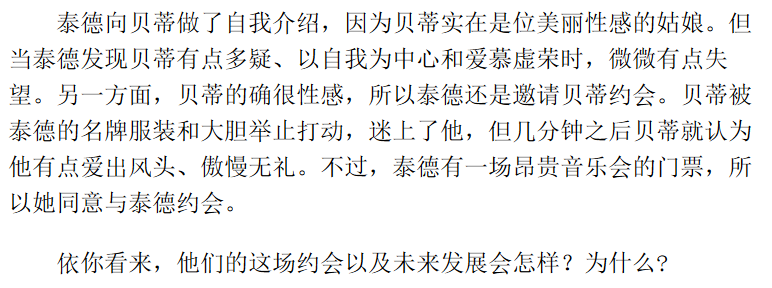 泰德向贝蒂做了自我介绍，因为贝蒂实在是位美丽性感的姑娘。但
当泰德发现贝蒂有点多疑、以自我为中心和爱慕虚荣时，微微有点失
望。另一方面，贝蒂的确很性感，所以泰德还是邀请贝蒂约会。贝蒂被
泰德的名牌服装和大胆举止打动，迷上了他，但几分钟之后贝蒂就认为
他有点爱出风头、傲慢无礼。不过，泰德有一场昂贵音乐会的门票，所
以她同意与泰德约会。
依你看来，他们的这场约会以及未来发展会怎样？为什么?